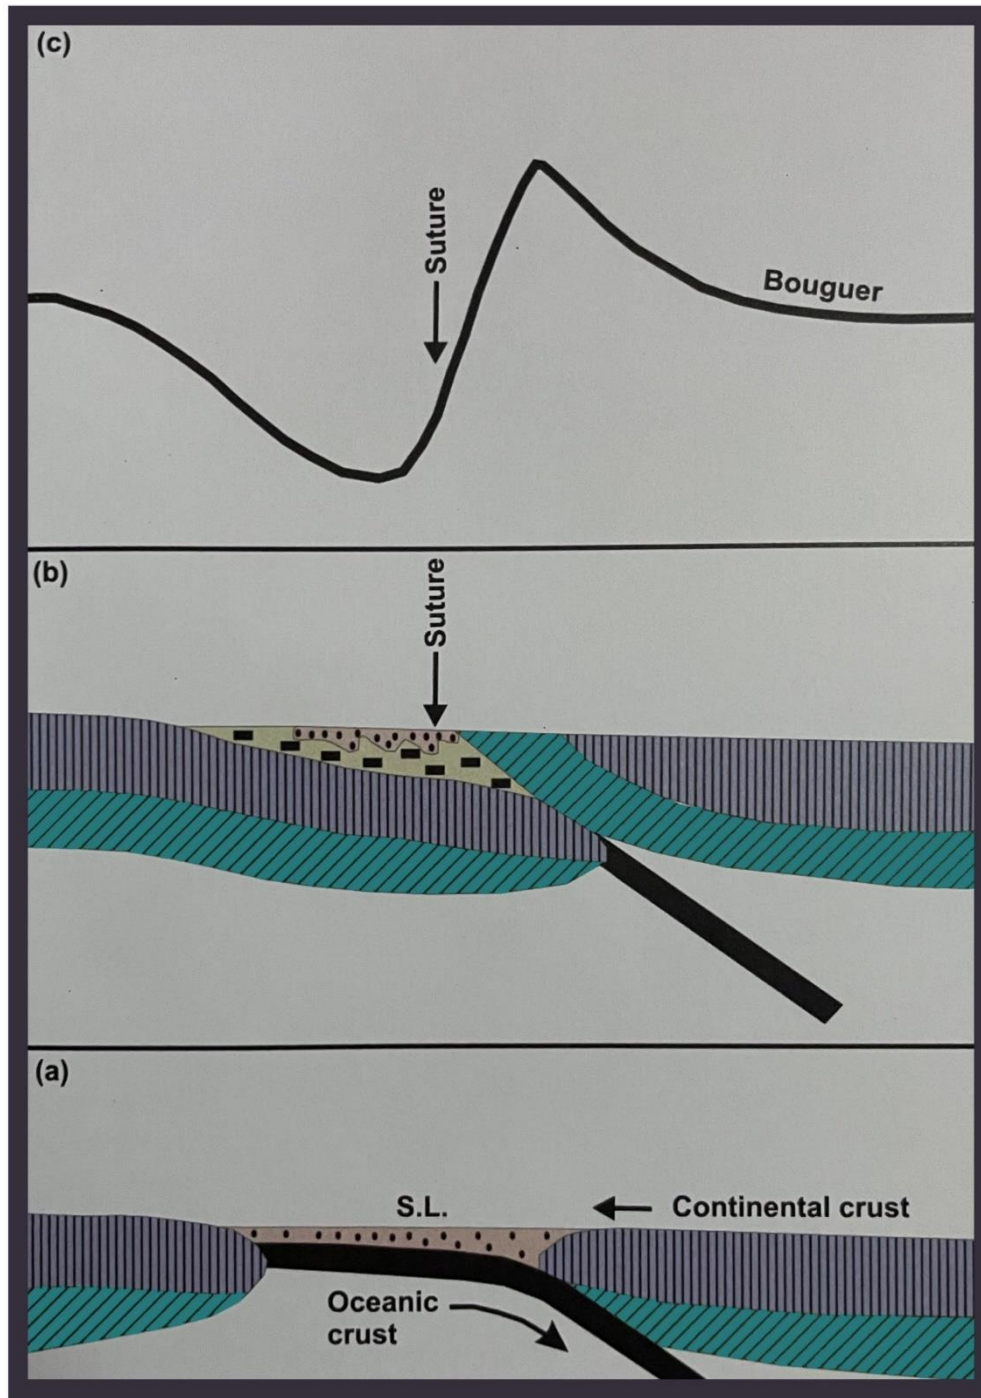 (c)
Suture
Bouguer
(b)
Suture
(a)
S.L.
Continental crust
Oceanic
crust